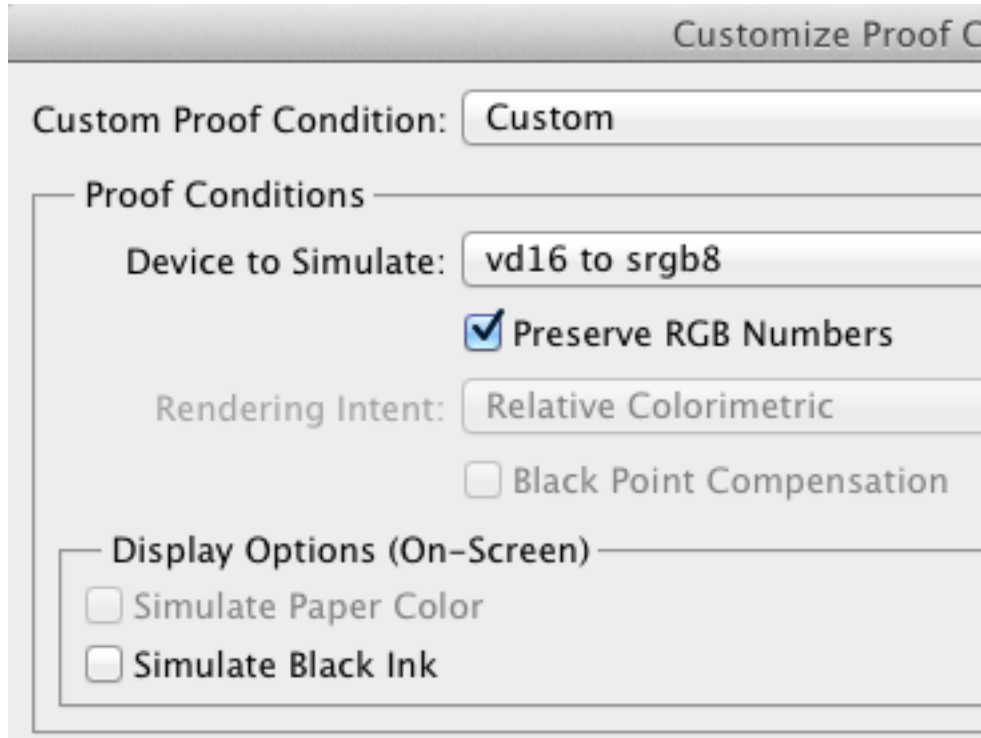 Customize Proof
Custom Proof Condition: Custom
Proof Conditions
Device to Simulate: vd16 to srgb8
Preserve RGB Numbers
Rendering Intent: Relative Colorimetric
Black Point Compensation
Display Options (On-Screen)
Simulate Paper Color
Simulate Black Ink